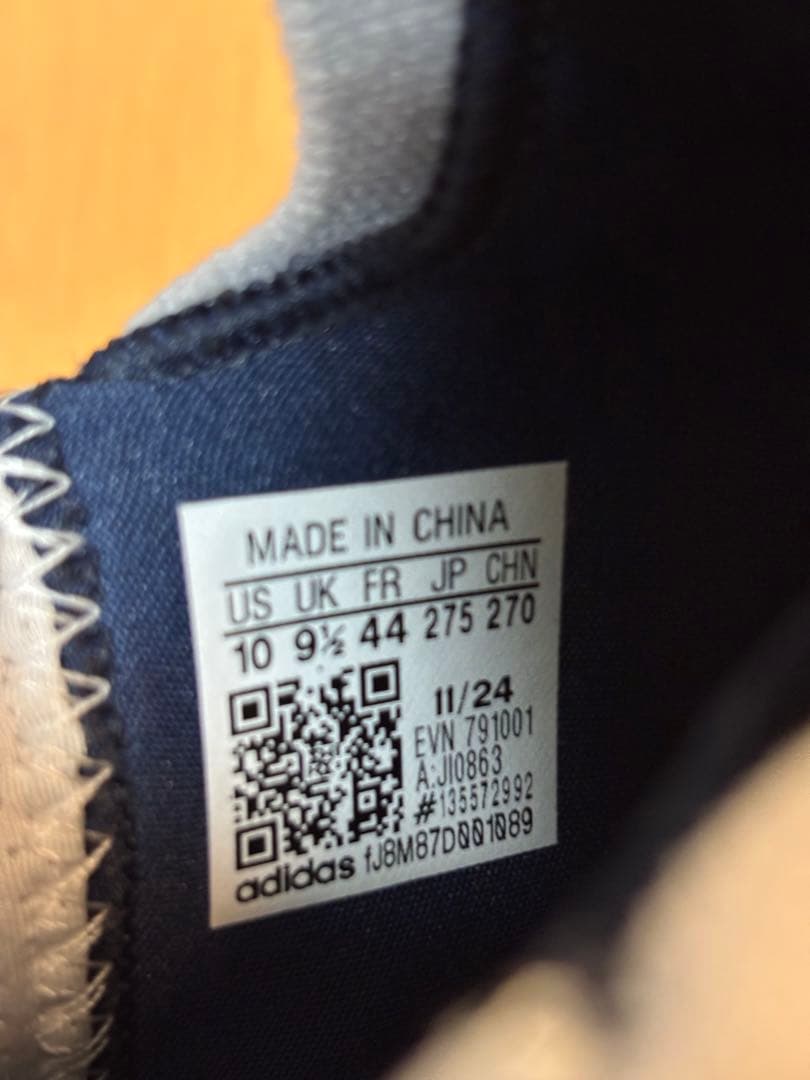 MADE IN CHINA
US UK FR JP CHN
10 9½ 44 275 270
11/24
EVN 791001
A:JI0863
#135572992
adidas fJ8M87D001089